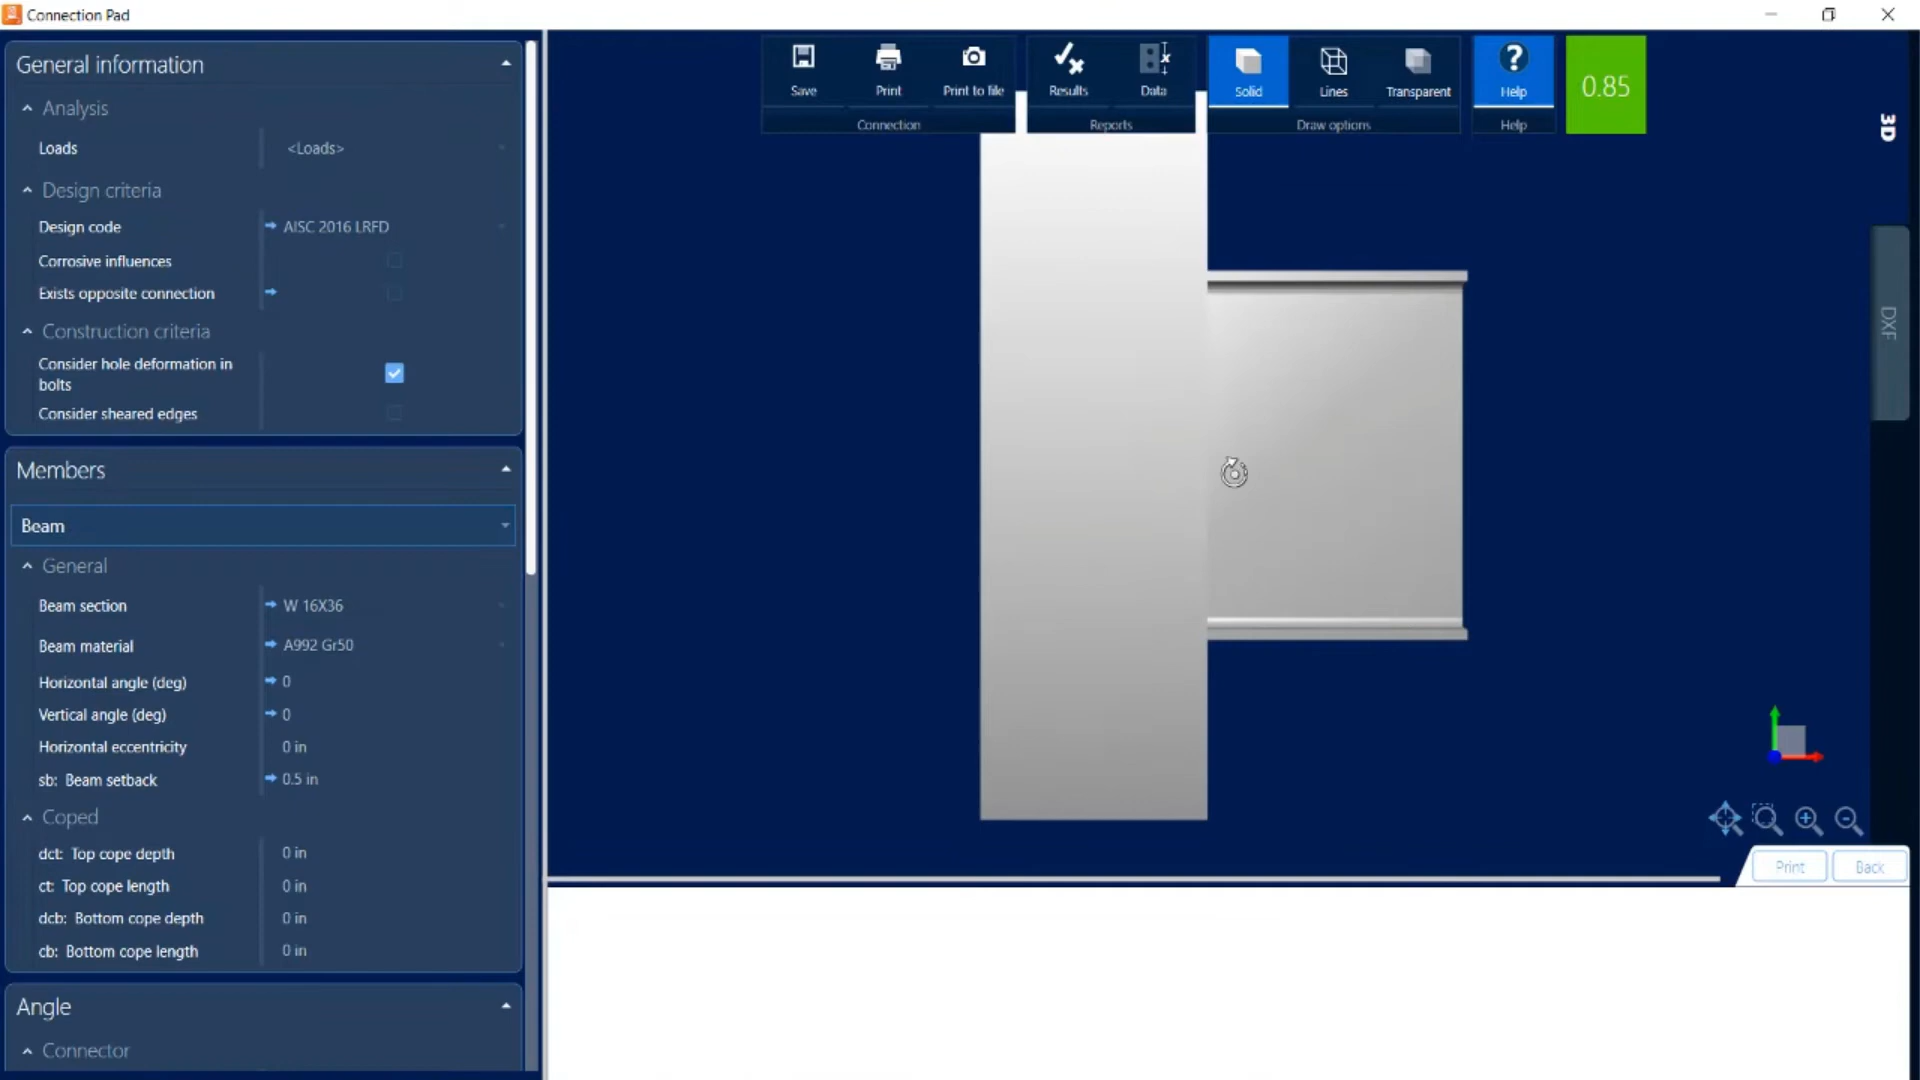 Connection Pad
General information
Analysis
Loads <Loads>
Design criteria
Design code AISC 2016 LRFD
Corrosive influences
Exists opposite connection
Construction criteria
Consider hole deformation in
bolts
Consider sheared edges
Members
Beam
General
Beam section W 16X36
Beam material A992 Gr50
Horizontal angle (deg) 0
Vertical angle (deg) 0
Horizontal eccentricity 0 in
sb: Beam setback 0.5 in
Coped
dct: Top cope depth 0 in
ct: Top cope length 0 in
dcb: Bottom cope depth 0 in
cb: Bottom cope length 0 in
Angle
Connector
Save Print Print to file
Connection
Results Data
Reports
Solid Lines Transparent
Draw options
Help
Help
0.85
3D
DXF
Print Back